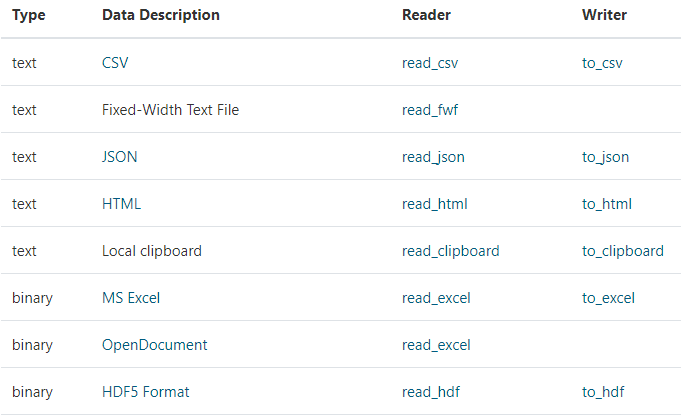 Type Data Description Reader Writer
text CSV read_csv to_csv
text Fixed-Width Text File read_fwf
text JSON read_json to_json
text HTML read_html to_html
text Local clipboard read_clipboard to_clipboard
binary MS Excel read_excel to_excel
binary OpenDocument read_excel
binary HDF5 Format read_hdf to_hdf